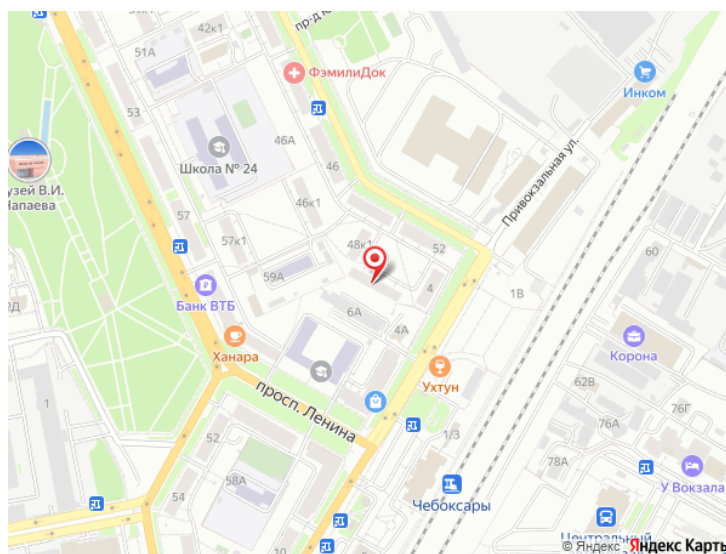 42к1
51А
ФэмилиДок
Инком
53
46А
Школа № 24
46
Привокзальная ул.
Чапаева
46к1
57
57к1
48к1
52
60
59А
Банк ВТБ
4
1В
6А
4А
Ханара
Корона
Ухтун
62В
1
просп. Ленина
76Г
52
1/3
76А
58А
78А
54
Чебоксары
У Вокзала
Центральный
10
© Яндекс Яндекс Карты